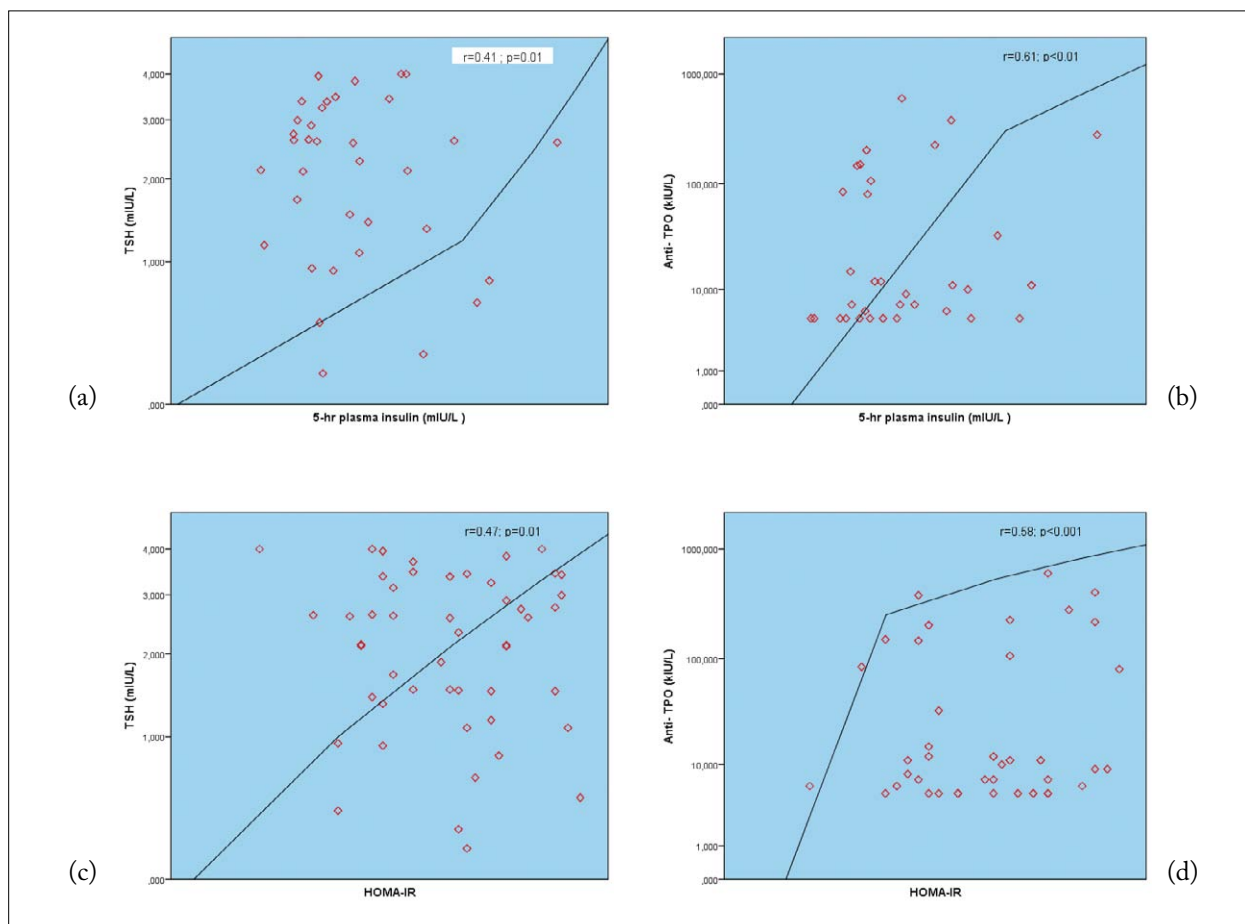 r=0.41 ; p=0.01
4,000
3,000
2,000
1,000
,000
TSH (mIU/L)
5-hr plasma insulin (mIU/L )
(a)
r=0.61; p<0.01
1000,000
100,000
10,000
1,000
,000
Anti- TPO (kIU/L)
5-hr plasma insulin (mIU/L )
(b)
r=0.47; p=0.01
4,000
3,000
2,000
1,000
,000
TSH (mIU/L)
HOMA-IR
(c)
r=0.58; p<0.001
1000,000
100,000
10,000
1,000
,000
Anti- TPO (kIU/L)
HOMA-IR
(d)